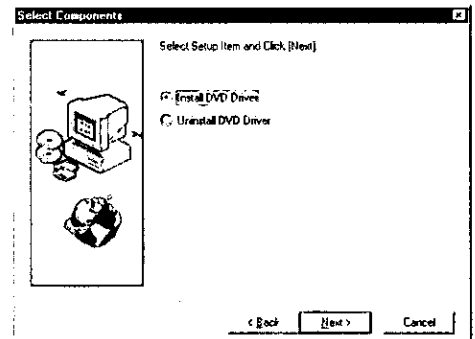 Select Components
Select Setup Item and Click [Next].
Install DVD Driver
Uninstall DVD Driver
< Back
Next >
Cancel